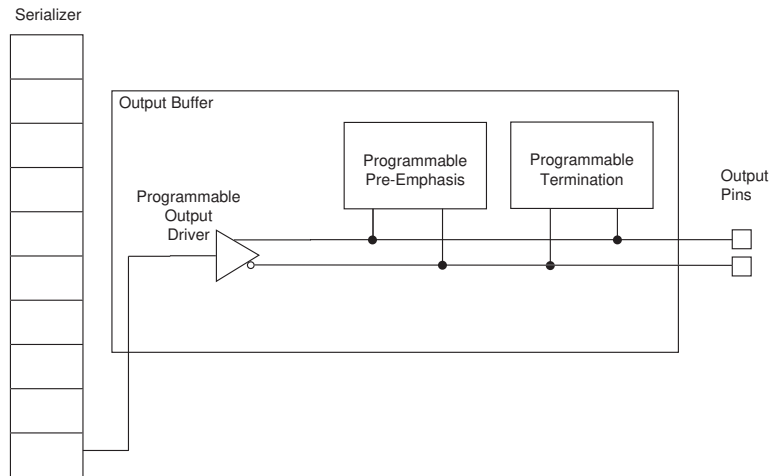 Serializer
Output Buffer
Programmable
Pre-Emphasis
Programmable
Termination
Output
Pins
Programmable
Output
Driver